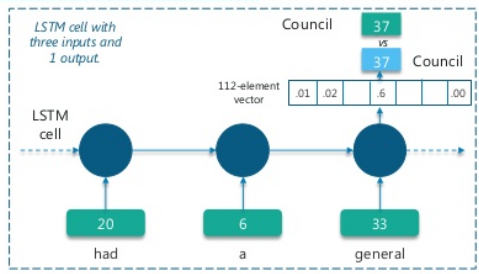 LSTM cell with
three inputs and
1 output.
Council 37
vs
37 Council
112-element
vector
.01 .02 .6 .00
LSTM
cell
20 6 33
had a general